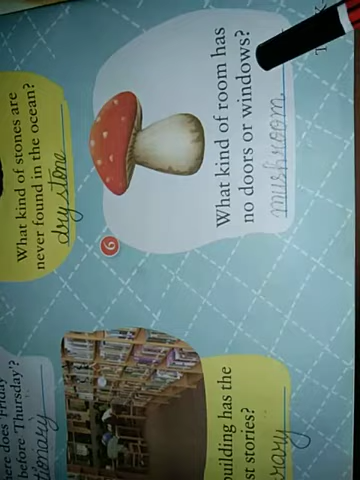 What kind of stones are
never found in the ocean?
dry stone
6
What kind of room has
no doors or windows?
mushroom.
before Thursday'?
building has the
stories?